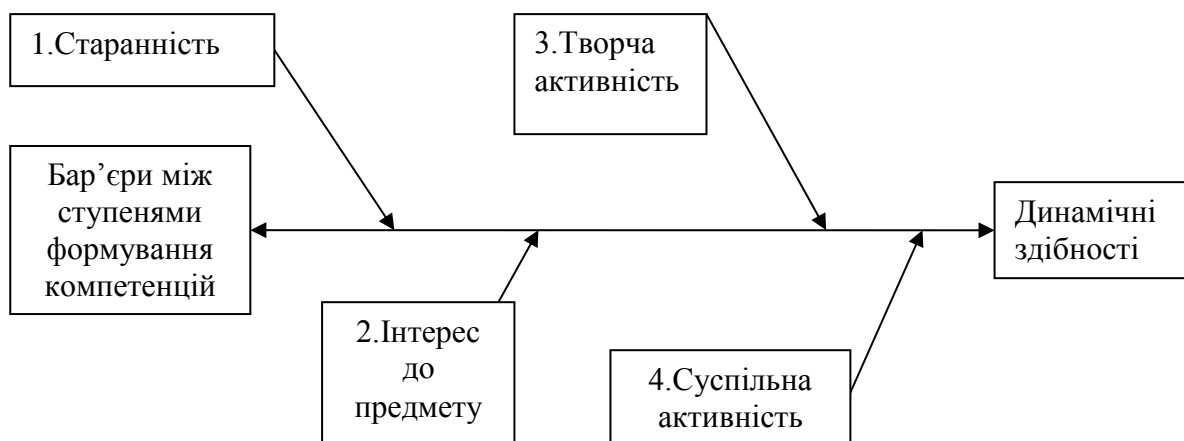 1.Старанність
3.Творча
активність
Бар’єри між
ступенями
формування
компетенцій
Динамічні
здібності
2.Інтерес
до
предмету
4.Суспільна
активність